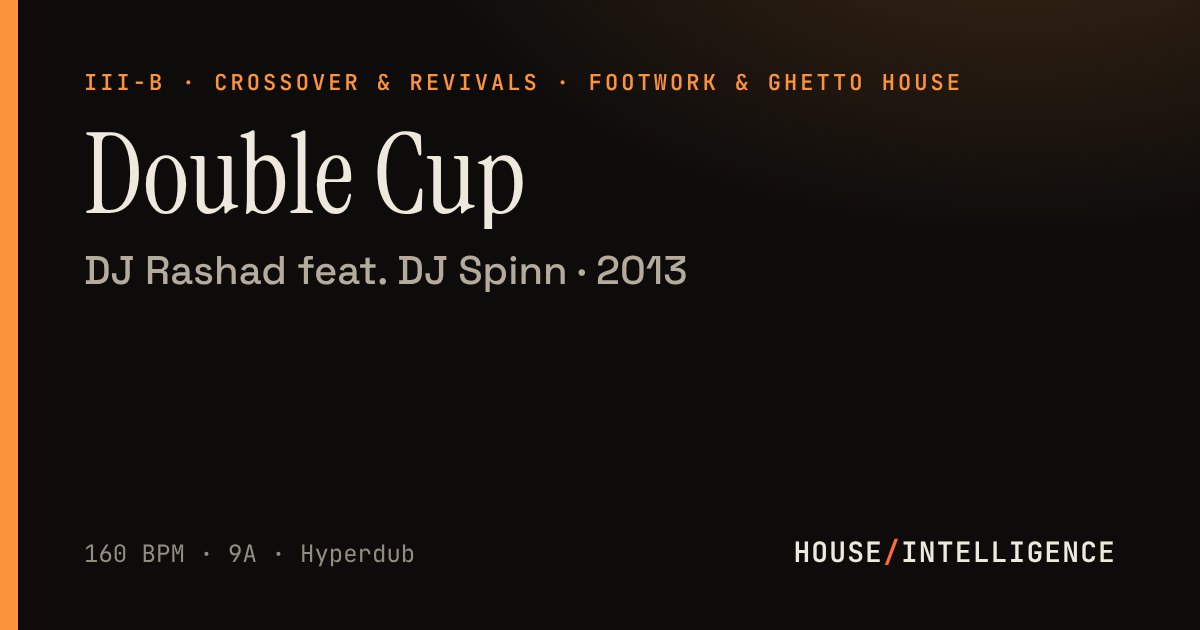 III-B · CROSSOVER & REVIVALS · FOOTWORK & GHETTO HOUSE
Double Cup
DJ Rashad feat. DJ Spinn · 2013
160 BPM · 9A · Hyperdub
HOUSE/INTELLIGENCE